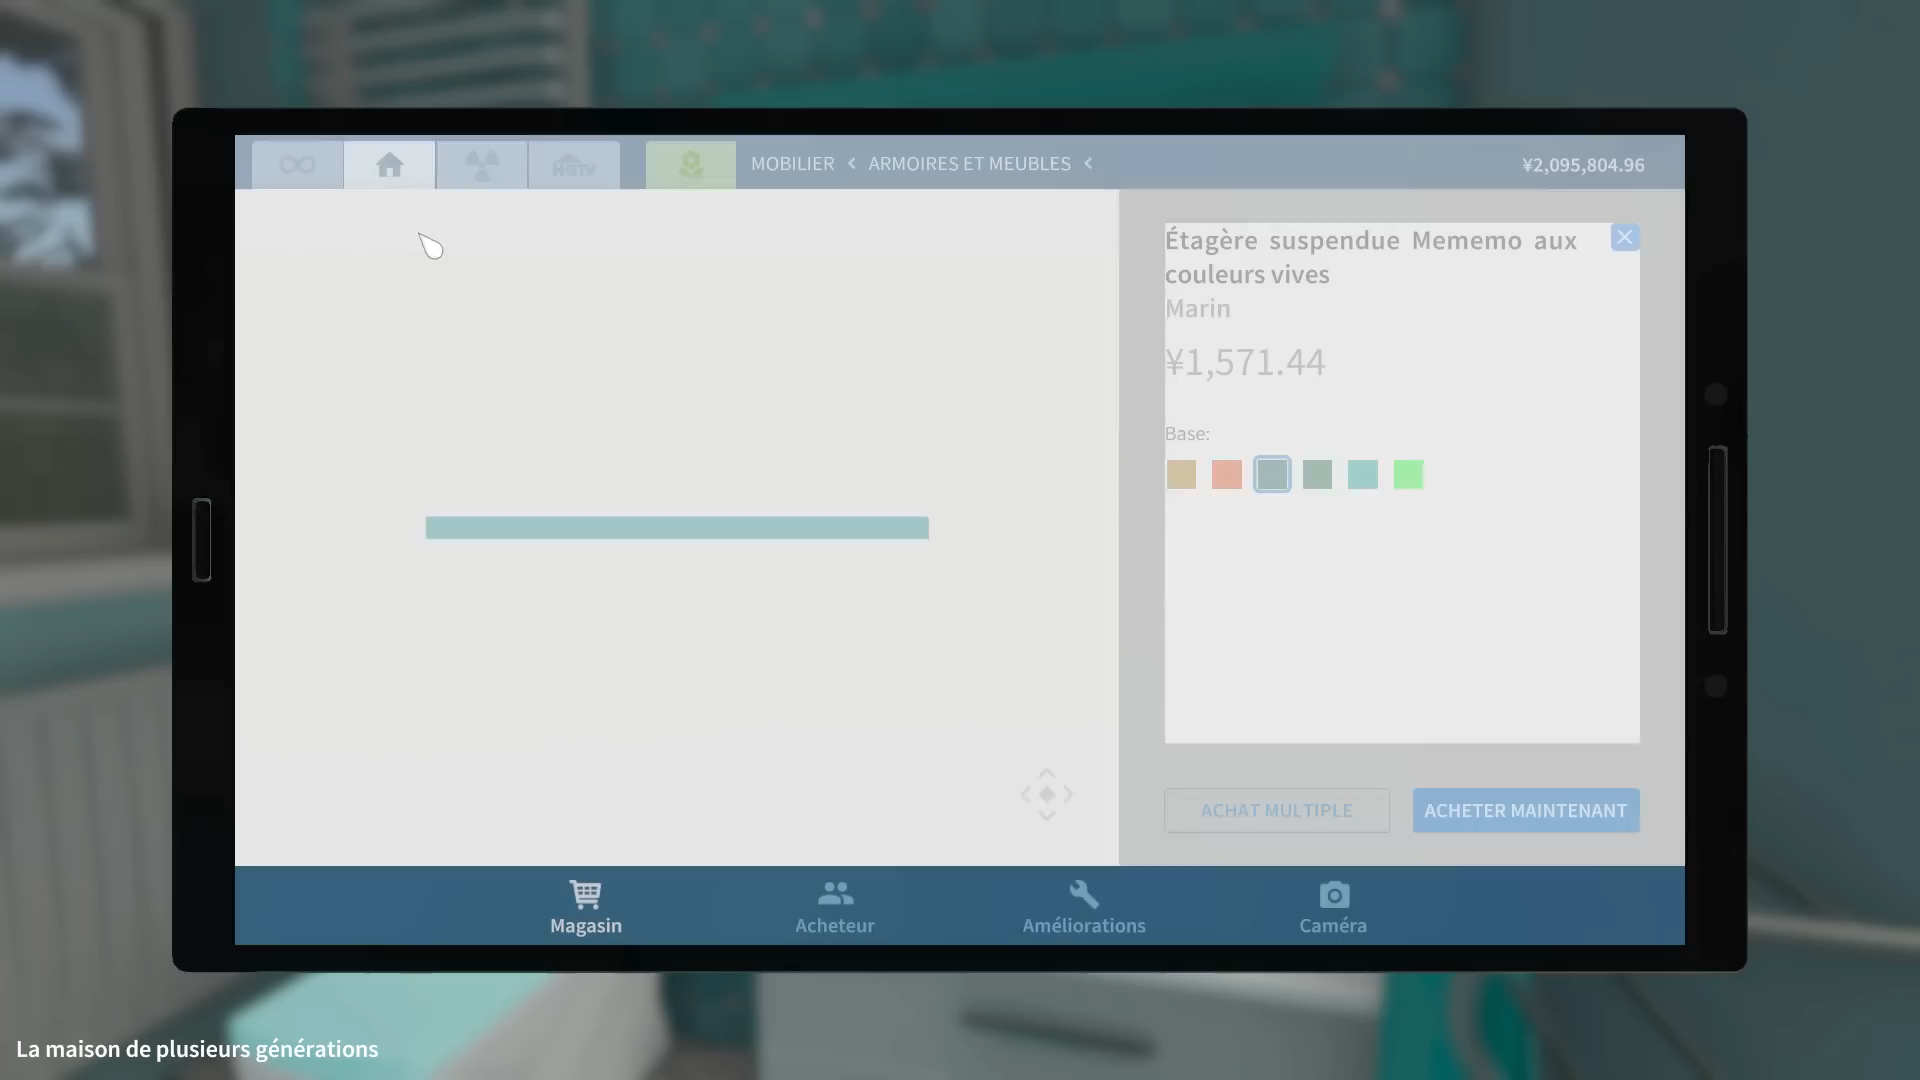 HGTV
MOBILIER < ARMOIRES ET MEUBLES <
¥2,095,804.96
Étagère suspendue Mememo aux
couleurs vives
Marin
¥1,571.44
Base:
ACHAT MULTIPLE
ACHETER MAINTENANT
Magasin
Acheteur
Améliorations
Caméra
La maison de plusieurs générations